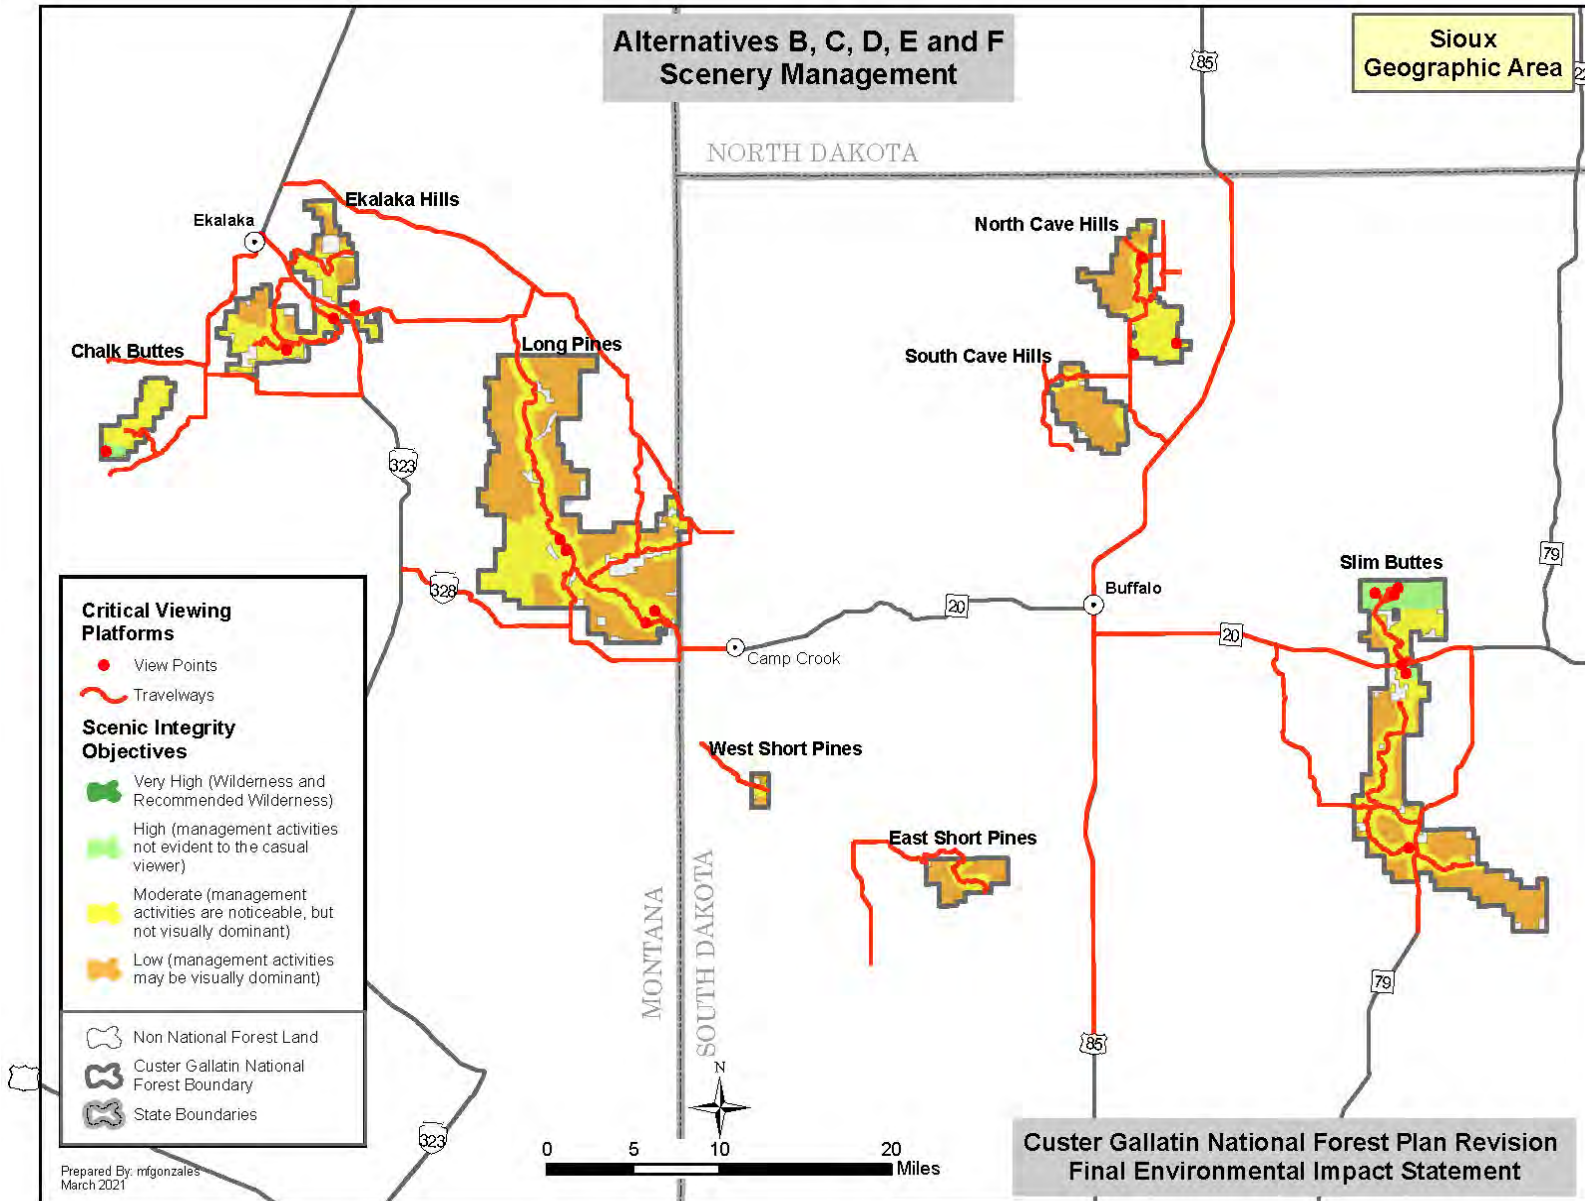 Alternatives B, C, D, E and F
Scenery Management
Sioux
Geographic Area
85
NORTH DAKOTA
Ekalaka Hills
Ekalaka
North Cave Hills
Chalk Buttes
Long Pines
South Cave Hills
323
79
328
Slim Buttes
Buffalo
20
20
Camp Crook
West Short Pines
East Short Pines
MONTANA
SOUTH DAKOTA
79
85
323
Critical Viewing
Platforms
View Points
Travelways
Scenic Integrity
Objectives
Very High (Wilderness and
Recommended Wilderness)
High (management activities
not evident to the casual
viewer)
Moderate (management
activities are noticeable, but
not visually dominant)
Low (management activities
may be visually dominant)
Non National Forest Land
Custer Gallatin National
Forest Boundary
State Boundaries
Prepared By: mfgonzales
March 2021
N
0 5 10 20
Miles
Custer Gallatin National Forest Plan Revision
Final Environmental Impact Statement